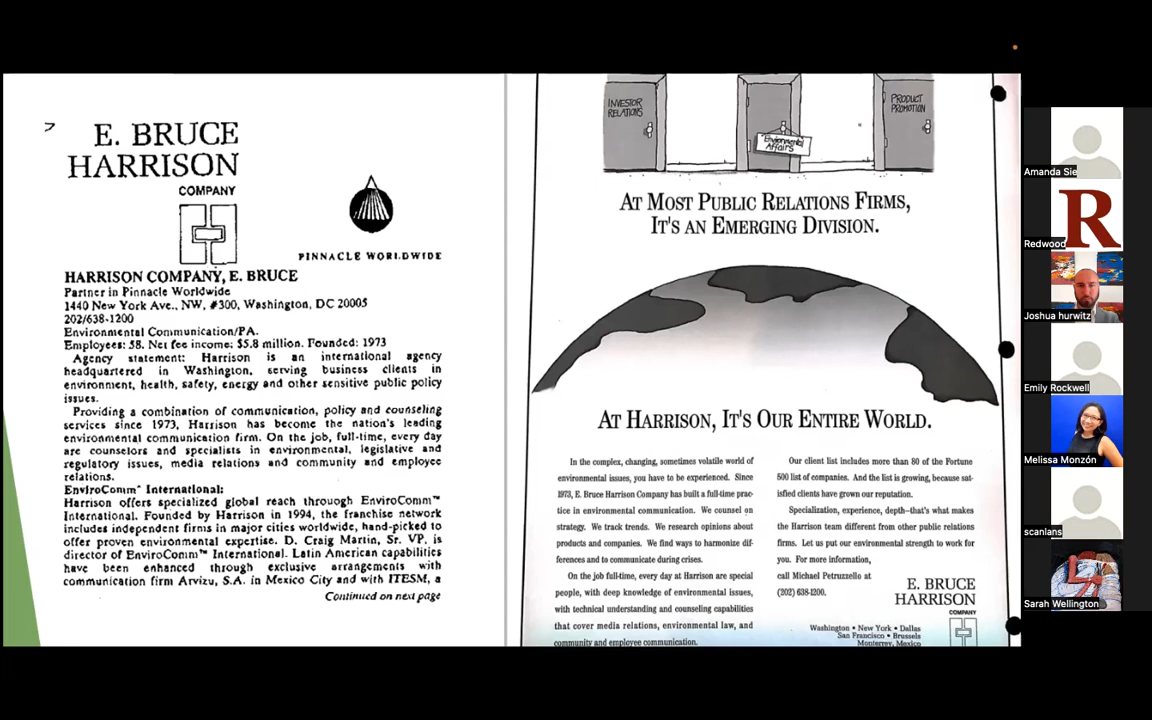 E. BRUCE
HARRISON
COMPANY
PINNACLE WORLDWIDE
HARRISON COMPANY, E. BRUCE
Partner in Pinnacle Worldwide
1440 New York Ave., NW, #300, Washington, DC 20005
202/638-1200
Environmental Communication/PA.
Employees: 58. Net fee income: $5.8 million. Founded: 1973
Agency statement: Harrison is an international agency
headquartered in Washington, serving business clients in
environment, health, safety, energy and other sensitive public policy
issues.
Providing a combination of communication, policy and counseling
services since 1973, Harrison has become the nation's leading
environmental communication firm. On the job, full-time, every day
are counselors and specialists in environmental, legislative and
regulatory issues, media relations and community and employee
relations.
EnviroComm™ International:
Harrison offers specialized global reach through EnviroComm™
International. Founded by Harrison in 1994, the franchise network
includes independent firms in major cities worldwide, hand-picked to
offer proven environmental expertise. D. Craig Martin, Sr. VP, is
director of EnviroComm™ International. Latin American capabilities
have been enhanced through exclusive arrangements with
communication firm Arvizu, S.A. in Mexico City and with ITESM, a
Continued on next page
INVESTOR
RELATIONS
Environmental
Affairs
PRODUCT
PROMOTION
AT MOST PUBLIC RELATIONS FIRMS,
IT'S AN EMERGING DIVISION.
AT HARRISON, IT'S OUR ENTIRE WORLD.
In the complex, changing, sometimes volatile world of
environmental issues, you have to be experienced. Since
1973, E. Bruce Harrison Company has built a full-time prac-
tice in environmental communication. We counsel on
strategy. We track trends. We research opinions about
products and companies. We find ways to harmonize dif-
ferences and to communicate during crises.
On the job full-time, every day at Harrison are special
people, with deep knowledge of environmental issues,
with technical understanding and counseling capabilities
that cover media relations, environmental law, and
community and employee communication.
Our client list includes more than 80 of the Fortune
500 list of companies. And the list is growing, because sat-
isfied clients have grown our reputation.
Specialization, experience, depth–that's what makes
the Harrison team different from other public relations
firms. Let us put our environmental strength to work for
you. For more information,
call Michael Petruzzello at
(202) 638-1200.
E. BRUCE
HARRISON
COMPANY
Washington • New York • Dallas
San Francisco • Brussels
Monterrey, Mexico
Amanda Sie
R
Redwood
Joshua hurwitz
Emily Rockwell
Melissa Monzón
scanlans
Sarah Wellington